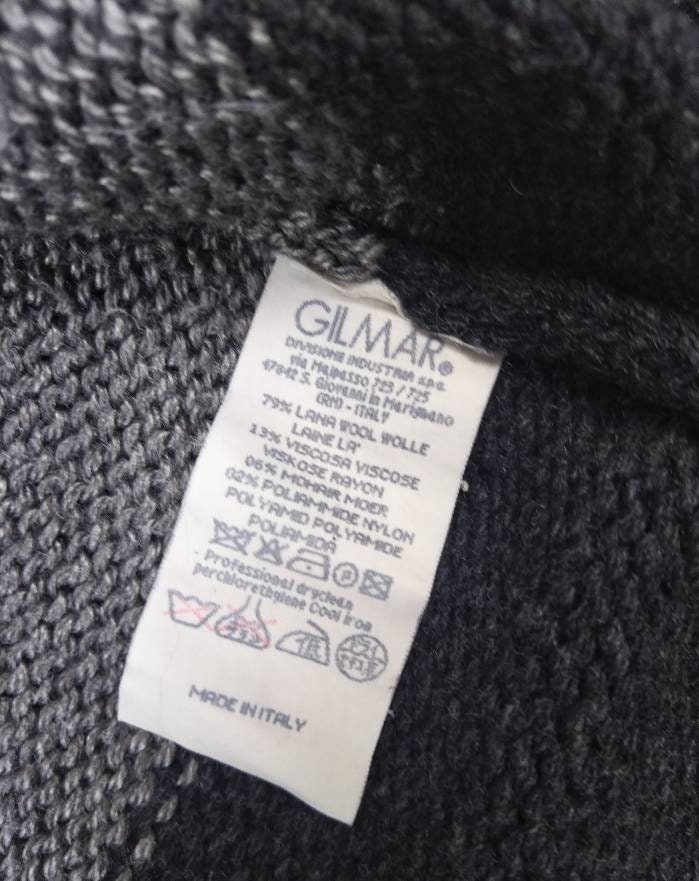 GILMAR®
DIVISIONE INDUSTRIA s.p.a.
via Malpasso 723 / 725
47842 S. Giovanni in Marignano
(RN) - ITALY
79% LANA WOOL WOLLE
LAINE LA'
13% VISCOSA VISCOSE
VISKOSE RAYON
06% MOHAIR MOER
02% POLIAMMIDE NYLON
POLYAMID POLYAMIDE
POLIAMIDA
P
Professional dryclean
perchlorethylene Cool iron
MADE IN ITALY